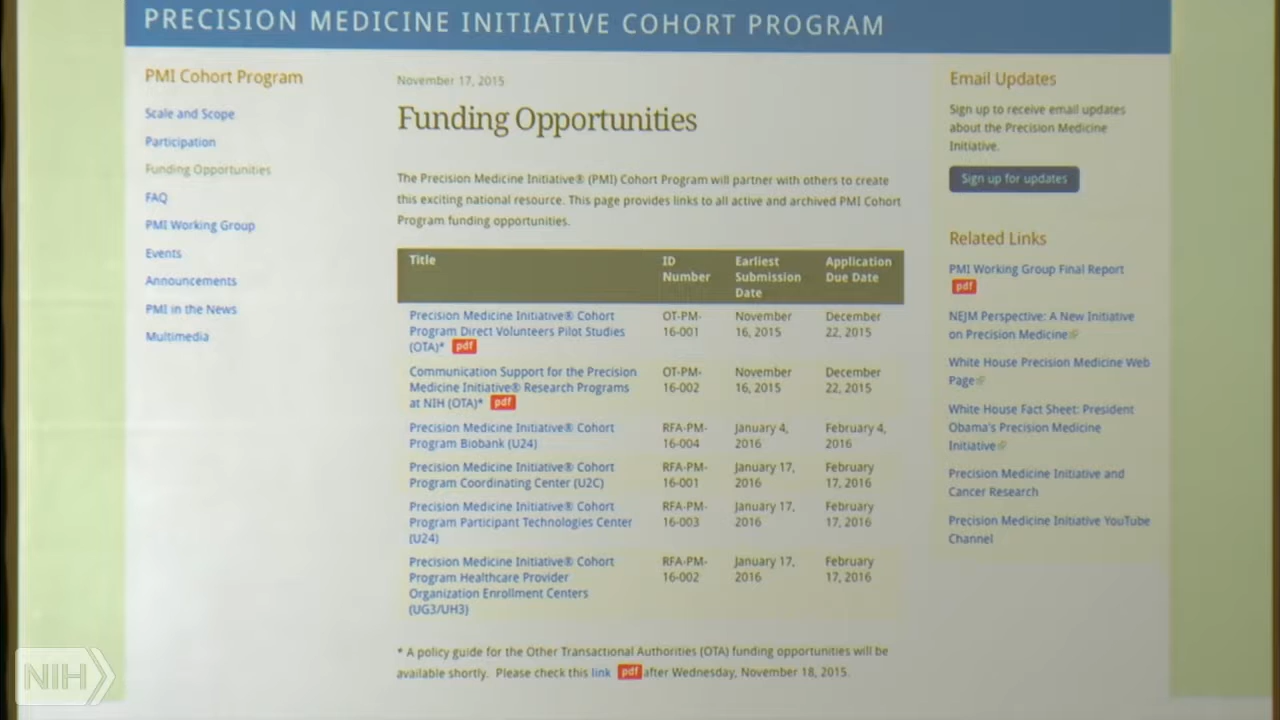 PRECISION MEDICINE INITIATIVE COHORT PROGRAM
PMI Cohort Program
Scale and Scope
Participation
Funding Opportunities
FAQ
PMI Working Group
Events
Announcements
PMI in the News
Multimedia
November 17, 2015
Funding Opportunities
The Precision Medicine Initiative® (PMI) Cohort Program will partner with others to create
this exciting national resource. This page provides links to all active and archived PMI Cohort
Program funding opportunities.
Title
ID
Number
Earliest
Submission
Date
Application
Due Date
Precision Medicine Initiative® Cohort
Program Direct Volunteers Pilot Studies
(OTA)* pdf
OT-PM-
16-001
November
16, 2015
December
22, 2015
Communication Support for the Precision
Medicine Initiative® Research Programs
at NIH (OTA)* pdf
OT-PM-
16-002
November
16, 2015
December
22, 2015
Precision Medicine Initiative® Cohort
Program Biobank (U24)
RFA-PM-
16-004
January 4,
2016
February 4,
2016
Precision Medicine Initiative® Cohort
Program Coordinating Center (U2C)
RFA-PM-
16-001
January 17,
2016
February
17, 2016
Precision Medicine Initiative® Cohort
Program Participant Technologies Center
(U24)
RFA-PM-
16-003
January 17,
2016
February
17, 2016
Precision Medicine Initiative® Cohort
Program Healthcare Provider
Organization Enrollment Centers
(UG3/UH3)
RFA-PM-
16-002
January 17,
2016
February
17, 2016
* A policy guide for the Other Transactional Authorities (OTA) funding opportunities will be
available shortly. Please check this link pdf after Wednesday, November 18, 2015.
Email Updates
Sign up to receive email updates
about the Precision Medicine
Initiative.
Sign up for updates
Related Links
PMI Working Group Final Report
pdf
NEJM Perspective: A New Initiative
on Precision Medicine
White House Precision Medicine Web
Page
White House Fact Sheet: President
Obama's Precision Medicine
Initiative
Precision Medicine Initiative and
Cancer Research
Precision Medicine Initiative YouTube
Channel
NIH